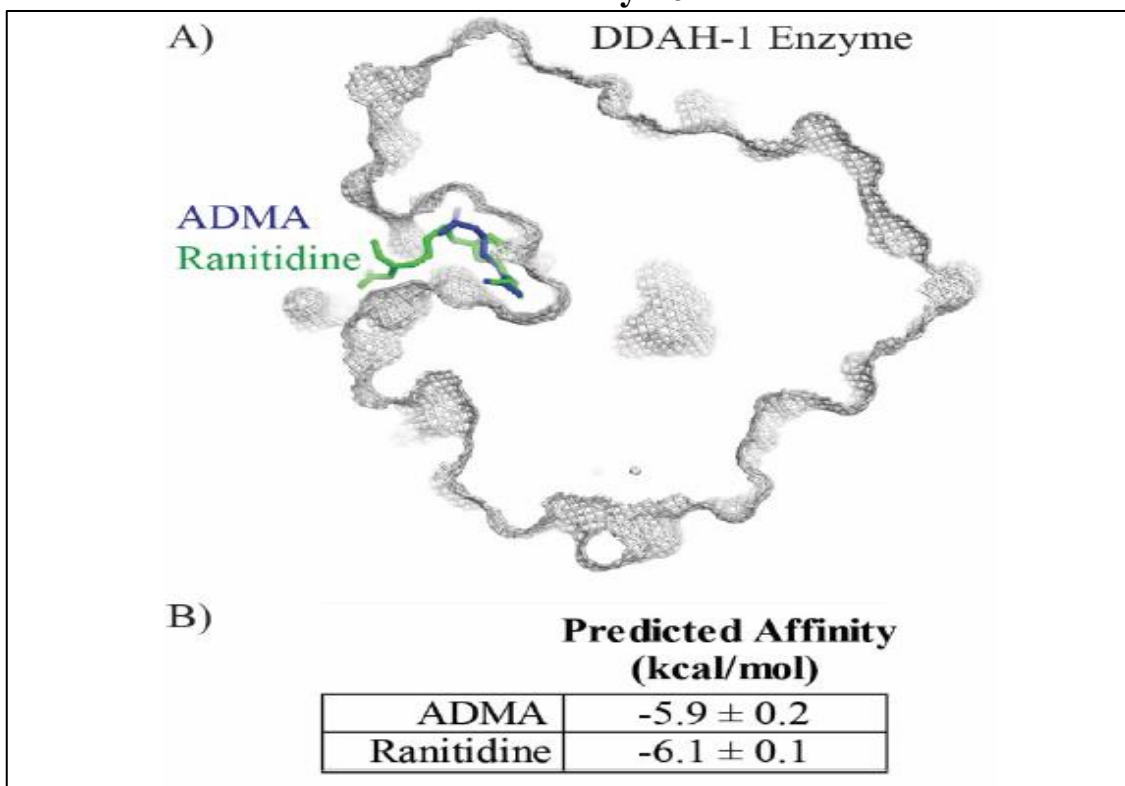 A) DDAH-1 Enzyme
ADMA
Ranitidine
B)
Predicted Affinity
(kcal/mol)
ADMA -5.9 ± 0.2
Ranitidine -6.1 ± 0.1